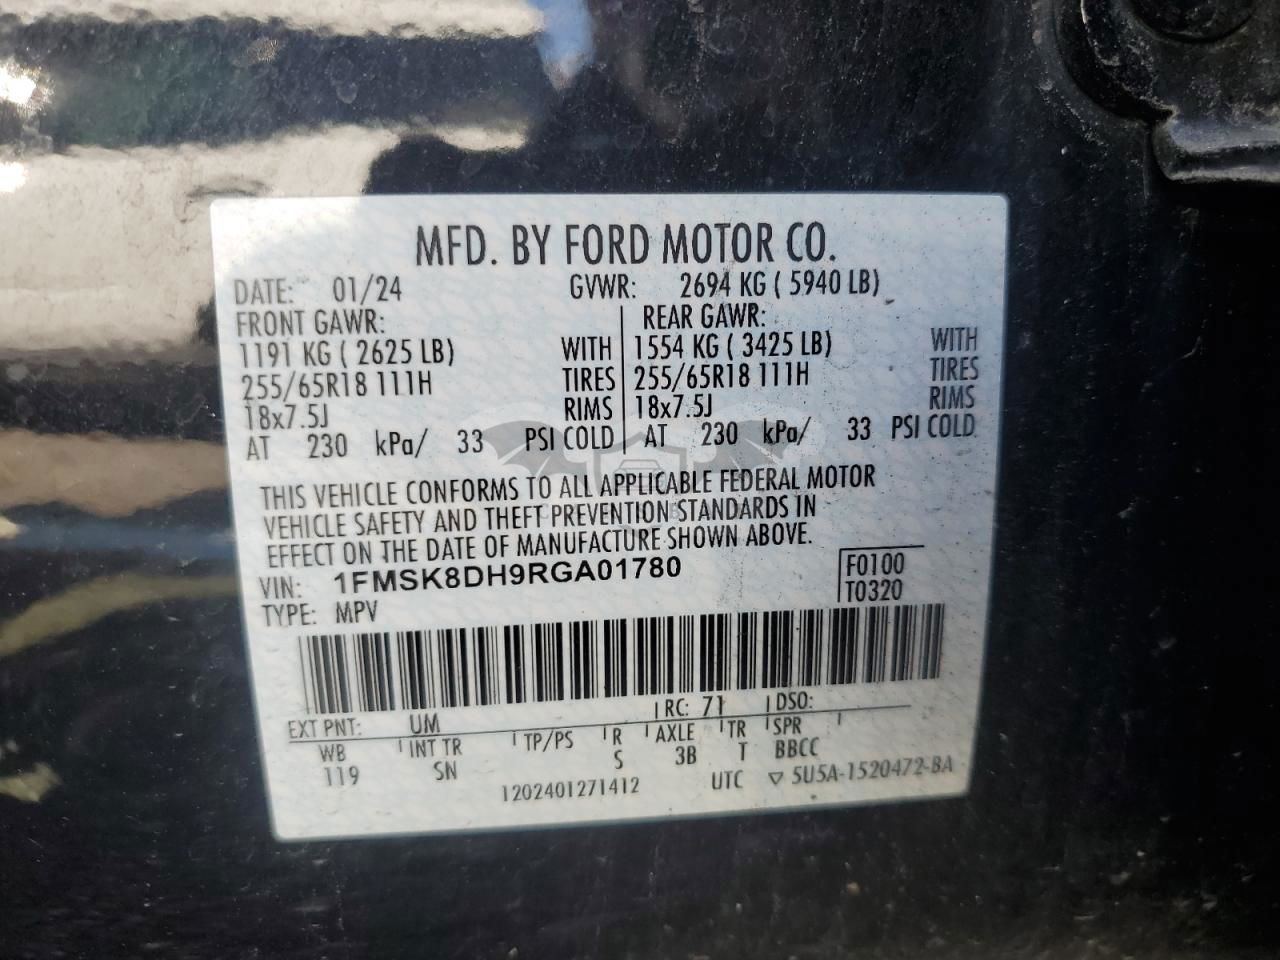 MFD. BY FORD MOTOR CO.
DATE: 01/24 GVWR: 2694 KG ( 5940 LB)
FRONT GAWR: REAR GAWR:
1191 KG ( 2625 LB) WITH 1554 KG ( 3425 LB) WITH
255/65R18 111H TIRES 255/65R18 111H TIRES
18x7.5J RIMS 18x7.5J RIMS
AT 230 kPa/ 33 PSI COLD AT 230 kPa/ 33 PSI COLD
THIS VEHICLE CONFORMS TO ALL APPLICABLE FEDERAL MOTOR
VEHICLE SAFETY AND THEFT PREVENTION STANDARDS IN
EFFECT ON THE DATE OF MANUFACTURE SHOWN ABOVE.
VIN: 1FMSK8DH9RGA01780 F0100
TYPE: MPV T0320
EXT PNT: UM RC: 71 DSO:
WB INT TR TP/PS R AXLE TR SPR
119 SN S 3B T BBCC
1202401271412 UTC ▽ 5U5A-1520472-BA